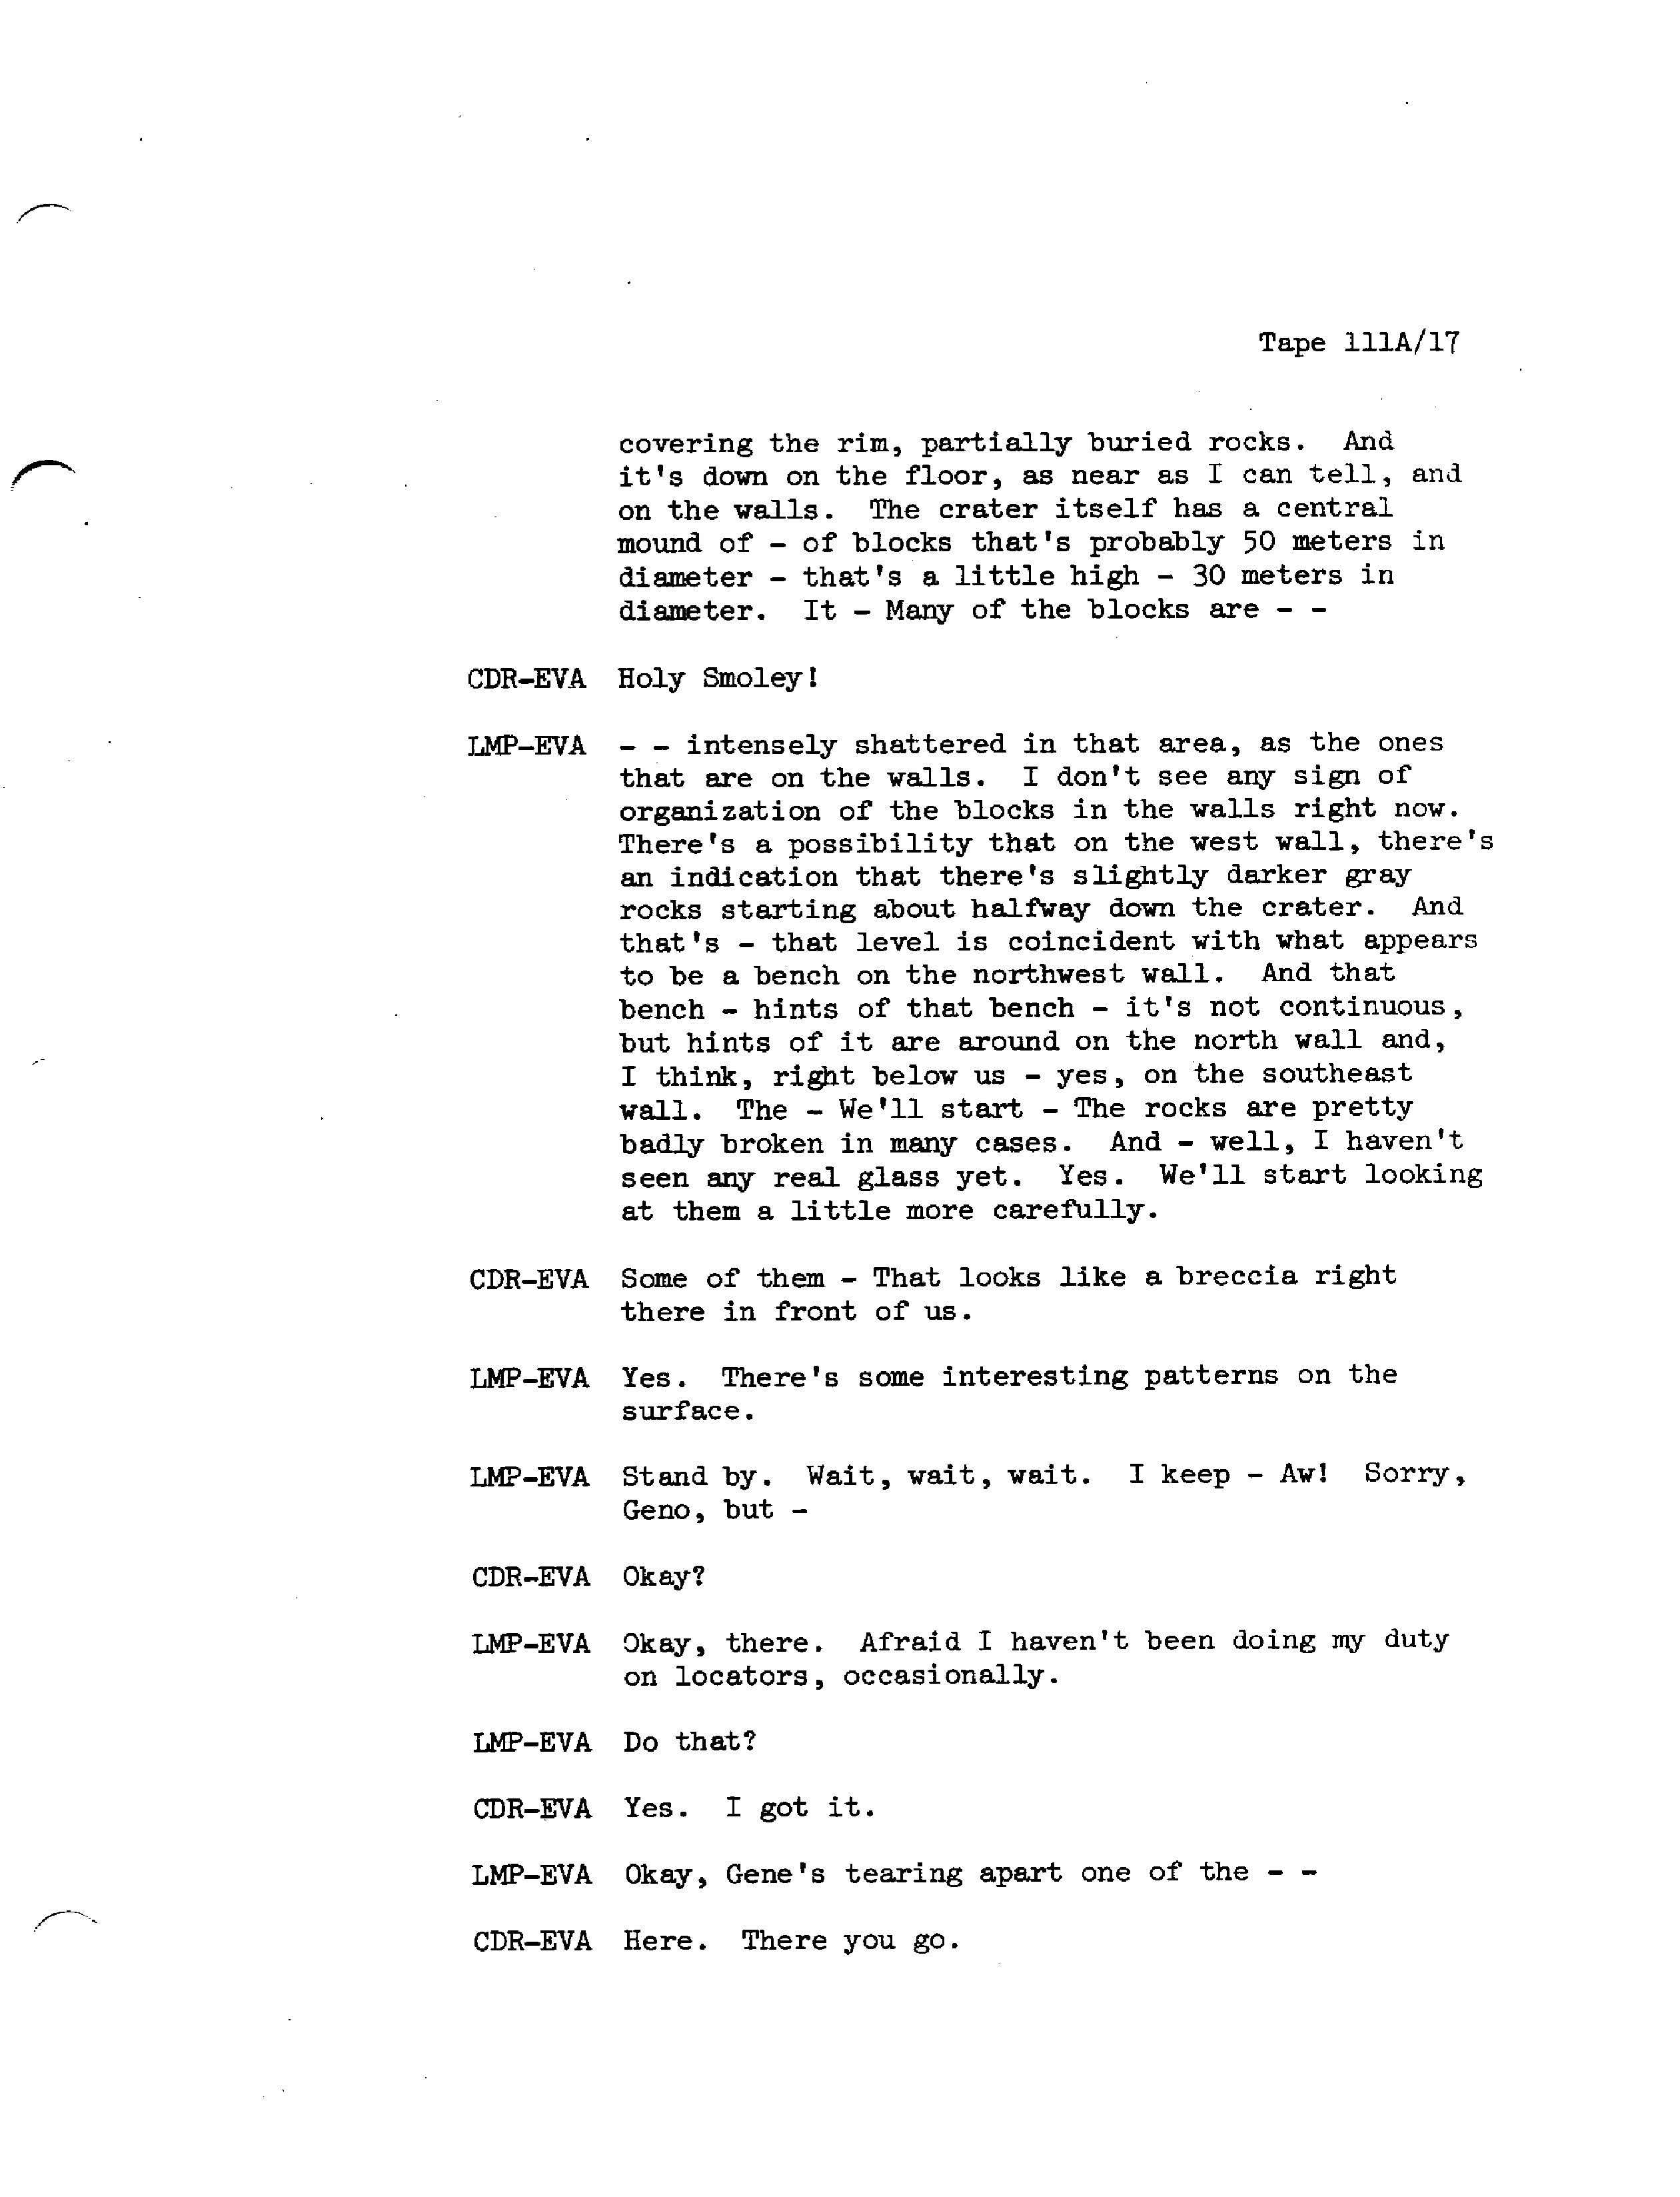 Tape 111A/17
covering the rim, partially buried rocks. And
it's down on the floor, as near as I can tell, and
on the walls. The crater itself has a central
mound of - of blocks that's probably 50 meters in
diameter - that's a little high - 30 meters in
diameter. It - Many of the blocks are - -
CDR-EVA Holy Smoley!
LMP-EVA - - intensely shattered in that area, as the ones
that are on the walls. I don't see any sign of
organization of the blocks in the walls right now.
There's a possibility that on the west wall, there's
an indication that there's slightly darker gray
rocks starting about halfway down the crater. And
that's - that level is coincident with what appears
to be a bench on the northwest wall. And that
bench - hints of that bench - it's not continuous,
but hints of it are around on the north wall and,
I think, right below us - yes, on the southeast
wall. The - We'll start - The rocks are pretty
badly broken in many cases. And - well, I haven't
seen any real glass yet. Yes. We'll start looking
at them a little more carefully.
CDR-EVA Some of them - That looks like a breccia right
there in front of us.
LMP-EVA Yes. There's some interesting patterns on the
surface.
LMP-EVA Stand by. Wait, wait, wait. I keep - Aw! Sorry,
Geno, but -
CDR-EVA Okay?
LMP-EVA Okay, there. Afraid I haven't been doing my duty
on locators, occasionally.
LMP-EVA Do that?
CDR-EVA Yes. I got it.
LMP-EVA Okay, Gene's tearing apart one of the - -
CDR-EVA Here. There you go.